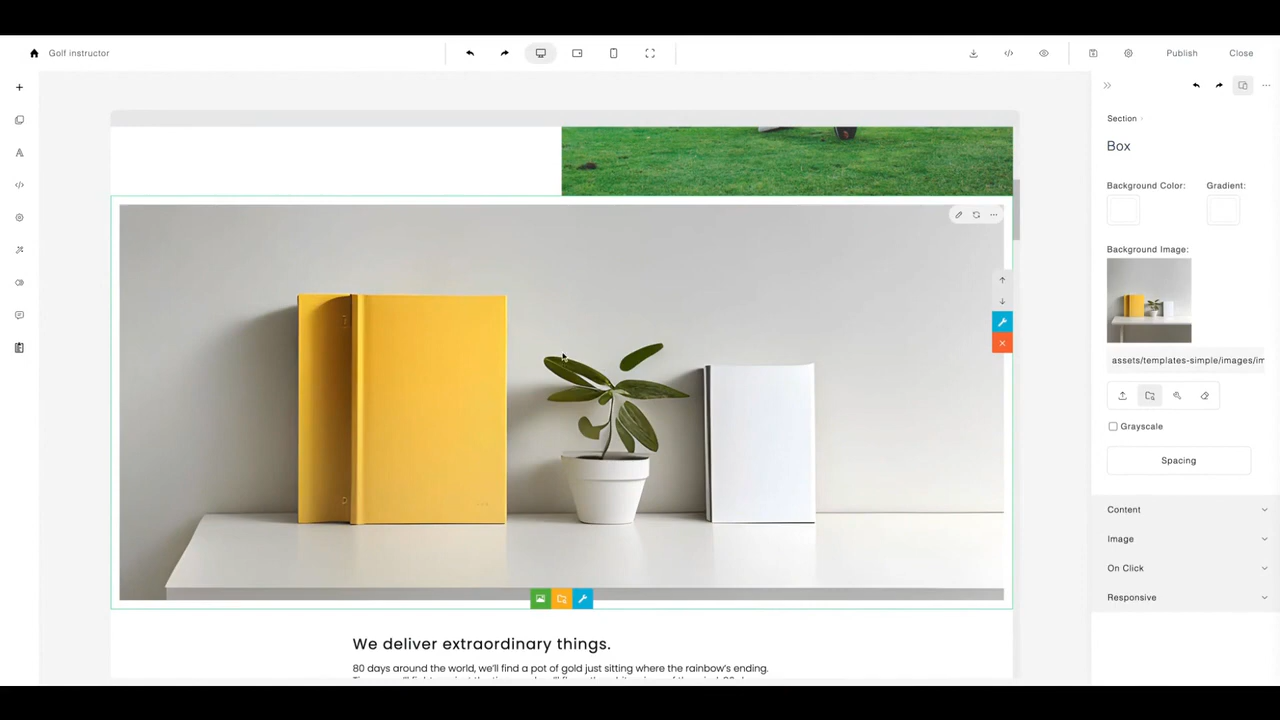 Golf instructor
Publish
Close
Section
Box
Background Color:
Gradient:
Background Image:
assets/templates-simple/images/im
Grayscale
Spacing
Content
Image
On Click
Responsive
We deliver extraordinary things.
80 days around the world, we'll find a pot of gold just sitting where the rainbow's ending.